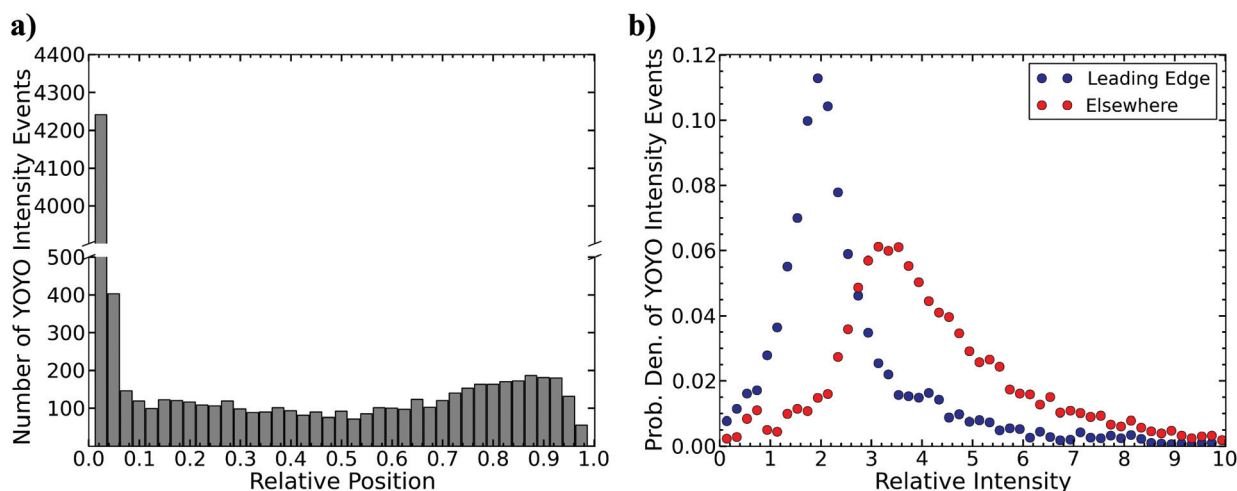 a)
4400
4300
4200
4100
4000
500
400
300
200
100
Number of YOYO Intensity Events
0.0 0.1 0.2 0.3 0.4 0.5 0.6 0.7 0.8 0.9 1.0
Relative Position
b)
0.12
0.10
0.08
0.06
0.04
0.02
0.00
Prob. Den. of YOYO Intensity Events
Leading Edge
Elsewhere
0 1 2 3 4 5 6 7 8 9 10
Relative Intensity